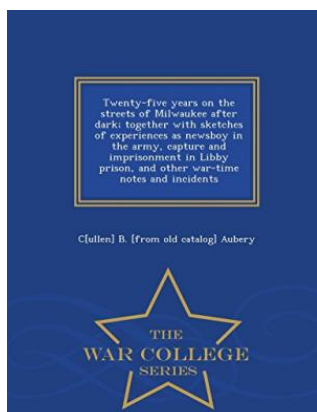 Twenty-five years on the
streets of Milwaukee after
dark; together with sketches
of experiences as newsboy in
the army, capture and
imprisonment in Libby
prison, and other war-time
notes and incidents
C[ullen] B. [from old catalog] Aubery
THE
WAR COLLEGE
SERIES